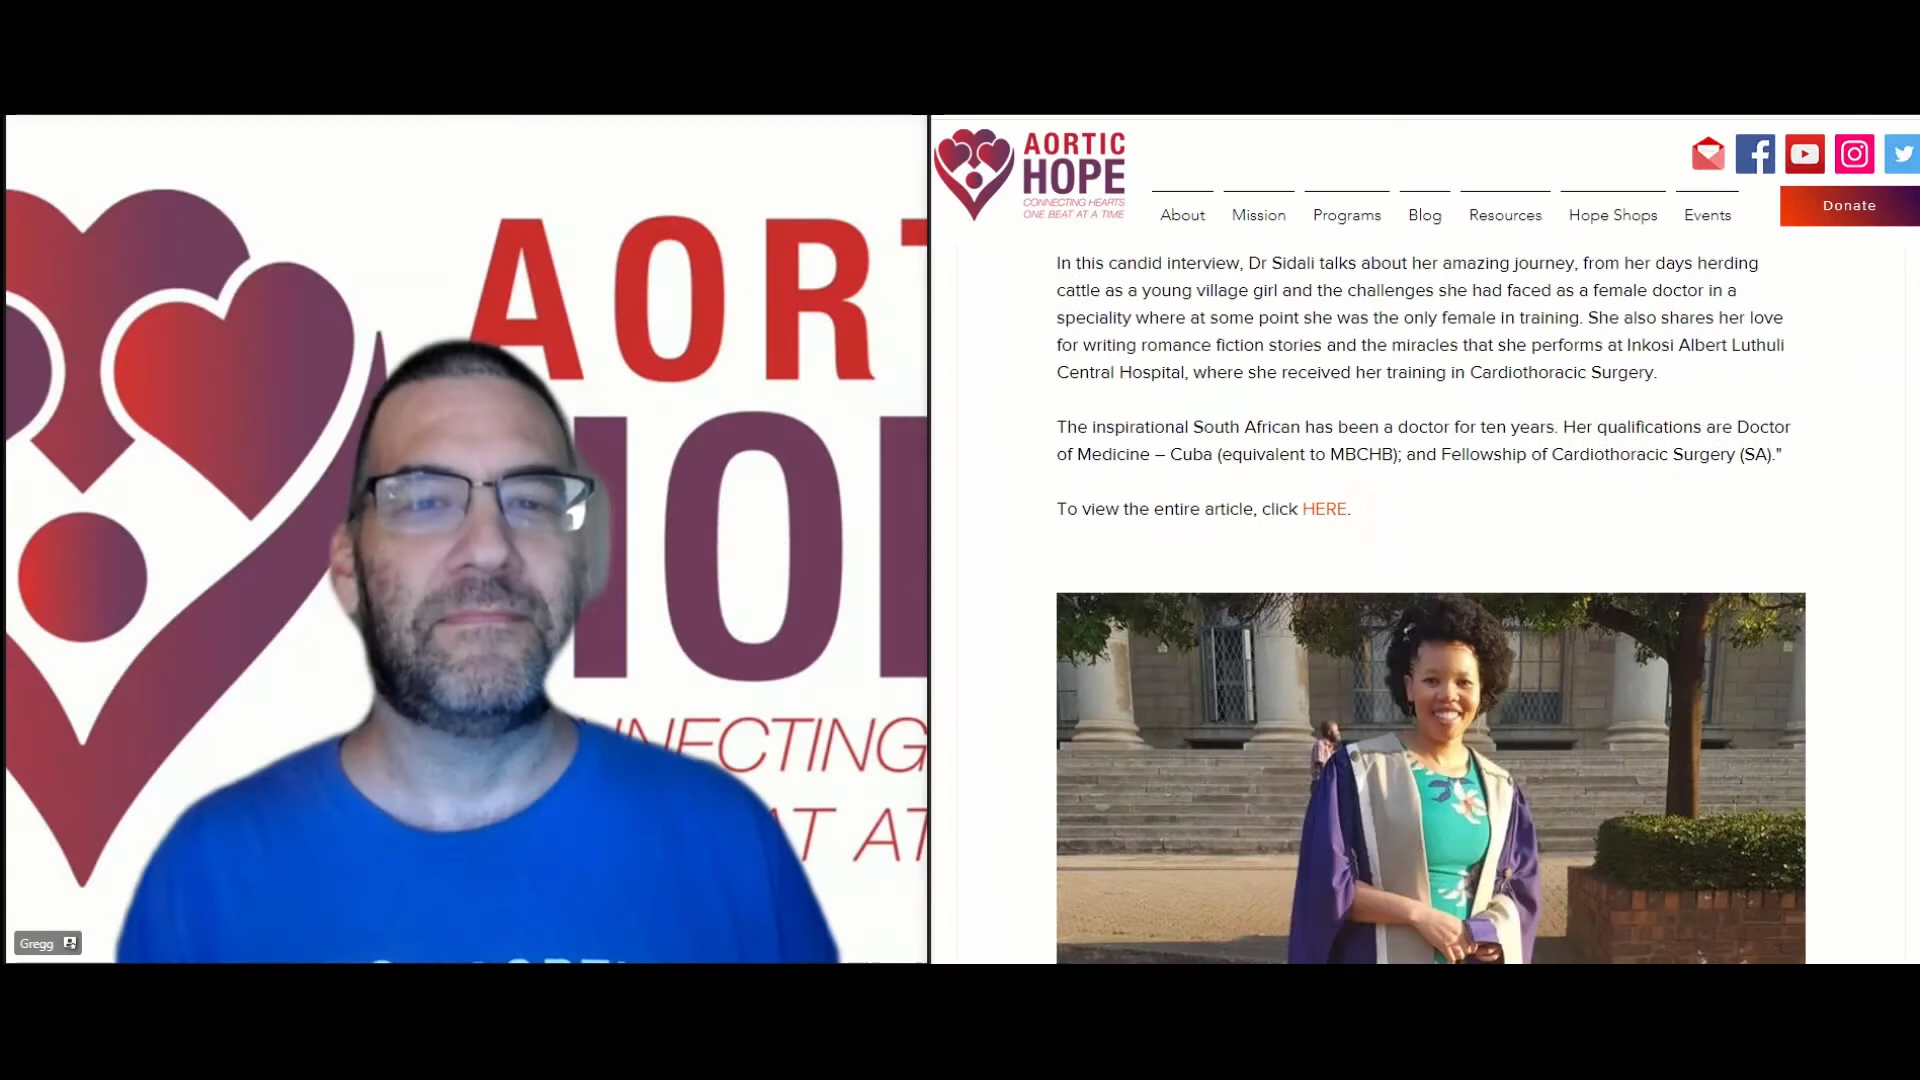 AORT
HOP
NNECTING
AT AT
Gregg
AORTIC
HOPE
CONNECTING HEARTS
ONE BEAT AT A TIME
About Mission Programs Blog Resources Hope Shops Events Donate
In this candid interview, Dr Sidali talks about her amazing journey, from her days herding
cattle as a young village girl and the challenges she had faced as a female doctor in a
speciality where at some point she was the only female in training. She also shares her love
for writing romance fiction stories and the miracles that she performs at Inkosi Albert Luthuli
Central Hospital, where she received her training in Cardiothoracic Surgery.
The inspirational South African has been a doctor for ten years. Her qualifications are Doctor
of Medicine – Cuba (equivalent to MBCHB); and Fellowship of Cardiothoracic Surgery (SA)."
To view the entire article, click HERE.